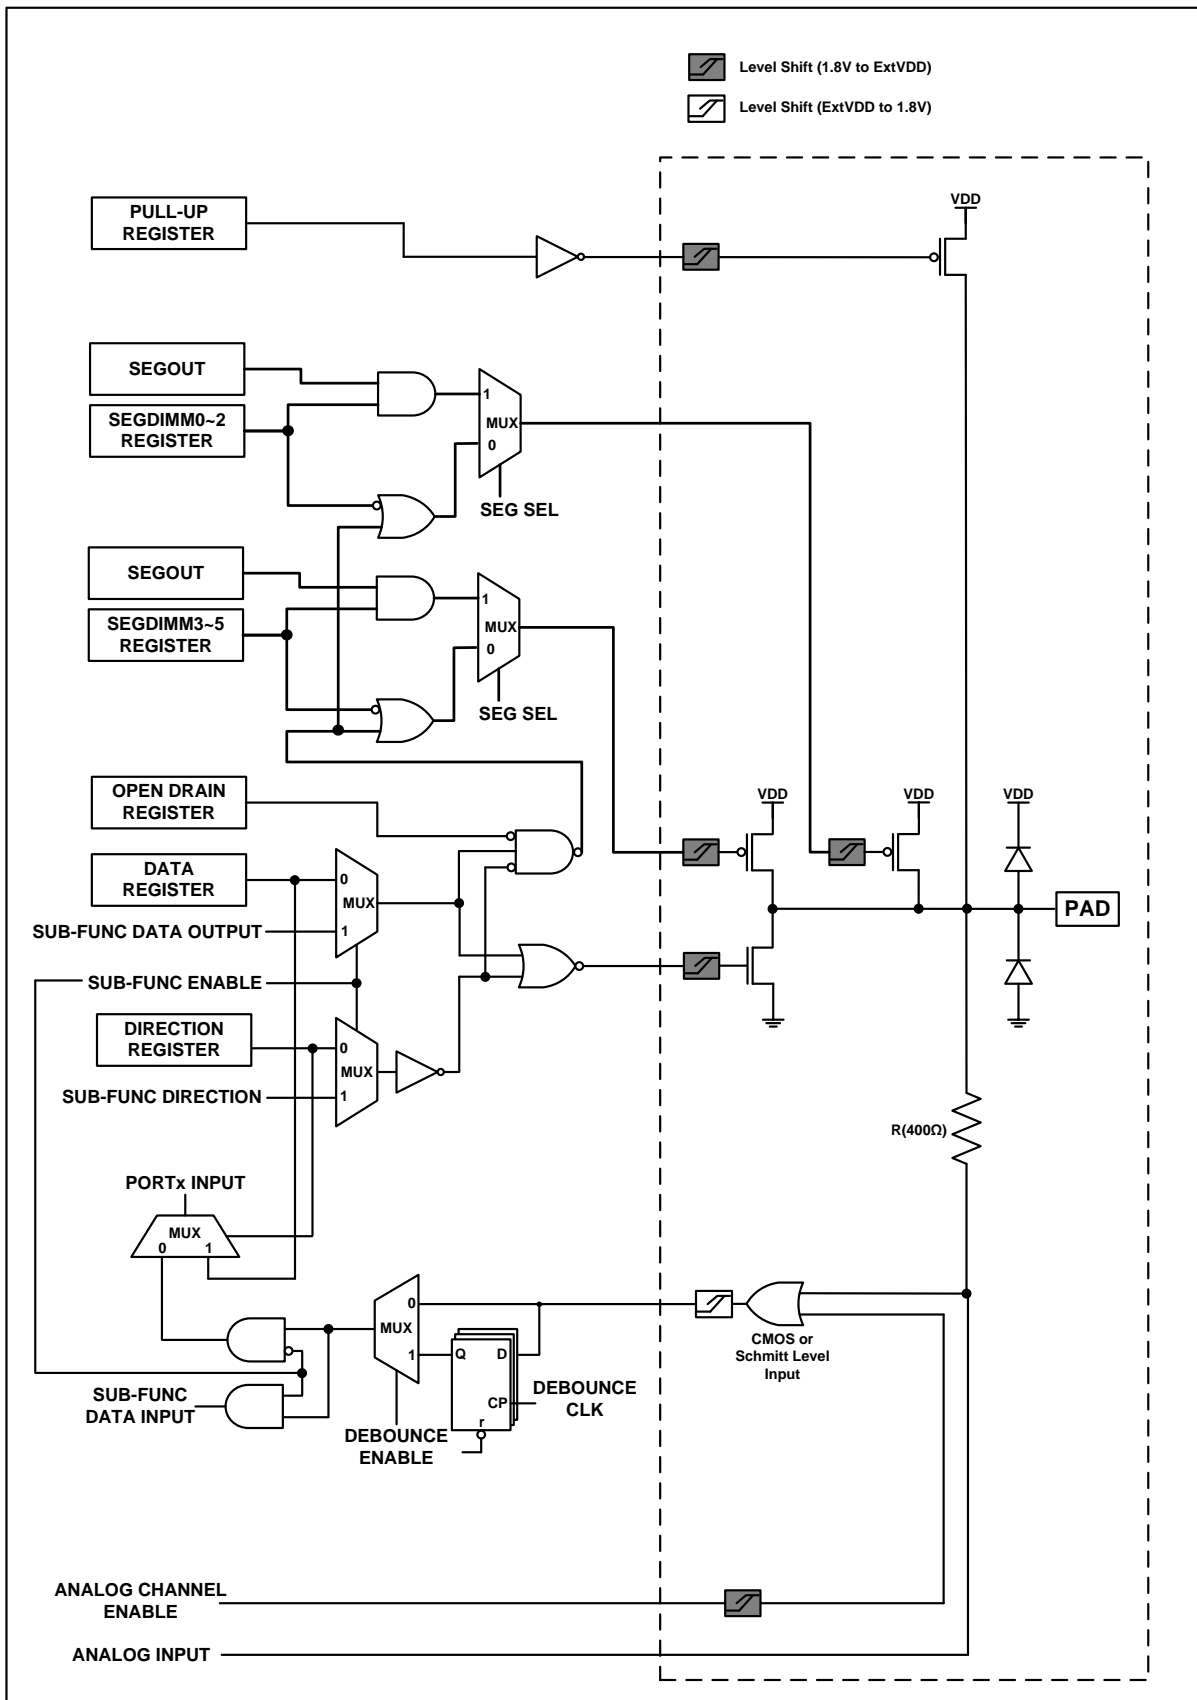 Level Shift (1.8V to ExtVDD)
Level Shift (ExtVDD to 1.8V)
VDD
PULL-UP
REGISTER
SEGOUT
1
MUX
0
SEGDIMM0~2
REGISTER
SEG SEL
SEGOUT
1
MUX
0
SEGDIMM3~5
REGISTER
SEG SEL
OPEN DRAIN
REGISTER
VDD
VDD
VDD
DATA
REGISTER
0
MUX
1
PAD
SUB-FUNC DATA OUTPUT
SUB-FUNC ENABLE
DIRECTION
REGISTER
0
MUX
1
SUB-FUNC DIRECTION
R(400Ω)
PORTx INPUT
MUX
0 1
0
MUX
1
Q D
CP
r
CMOS or
Schmitt Level
Input
DEBOUNCE
CLK
SUB-FUNC
DATA INPUT
DEBOUNCE
ENABLE
ANALOG CHANNEL
ENABLE
ANALOG INPUT